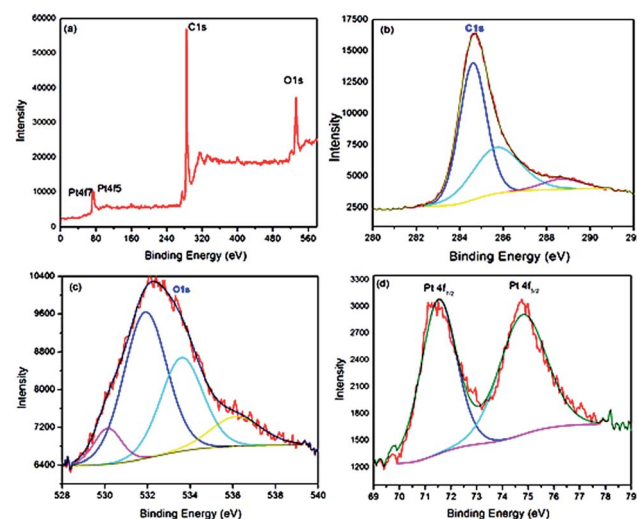 (a)
C1s
O1s
Pt4f7
Pt4f5
60000
50000
40000
30000
20000
10000
0
Intensity
0 80 160 240 320 400 480 560
Binding Energy (eV)
(b)
C1s
17500
15000
12500
10000
7500
5000
2500
Intensity
280 282 284 286 288 290 29
Binding Energy (eV)
(c)
O1s
10400
9600
8800
8000
7200
6400
Intensity
528 530 532 534 536 538 540
Binding Energy (eV)
(d)
Pt 4f7/2
Pt 4f5/2
3300
3000
2700
2400
2100
1800
1500
1200
Intensity
69 70 71 72 73 74 75 76 77 78 79
Binding Energy (eV)